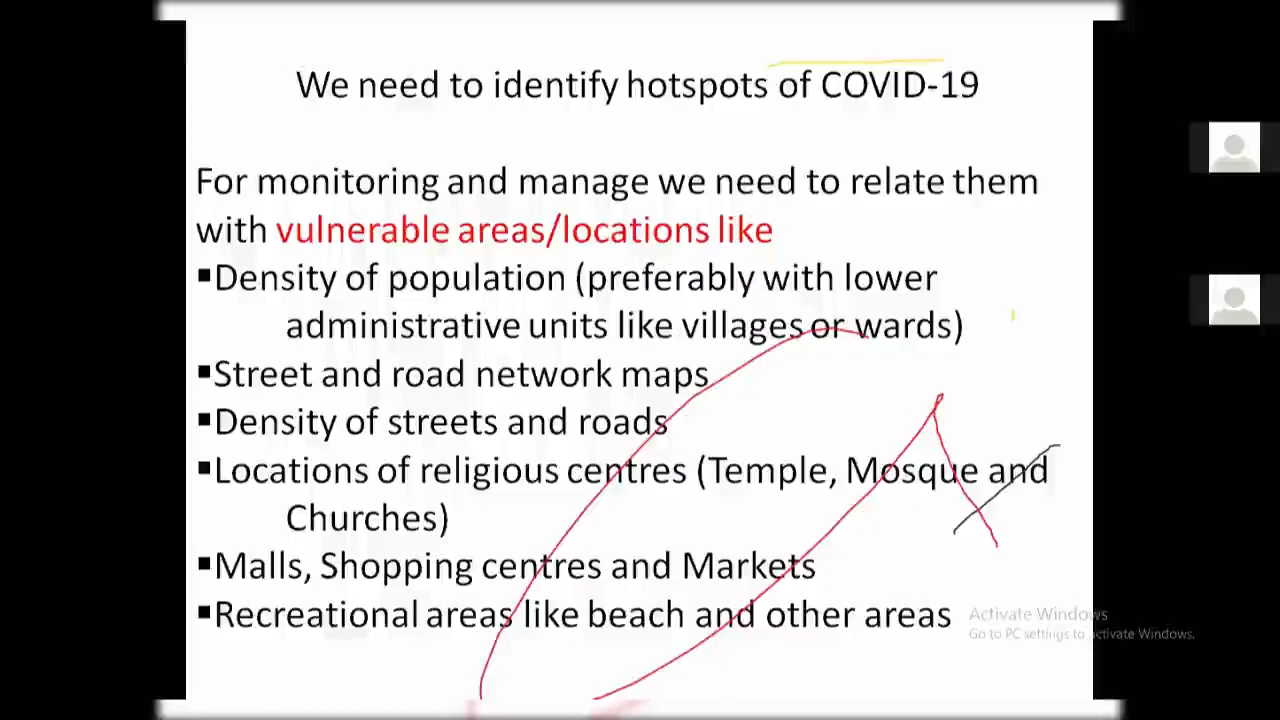 We need to identify hotspots of COVID-19
For monitoring and manage we need to relate them
with vulnerable areas/locations like
▪Density of population (preferably with lower
administrative units like villages or wards)
▪Street and road network maps
▪Density of streets and roads
▪Locations of religious centres (Temple, Mosque and
Churches)
▪Malls, Shopping centres and Markets
▪Recreational areas like beach and other areas
Activate Windows
Go to PC settings to activate Windows.